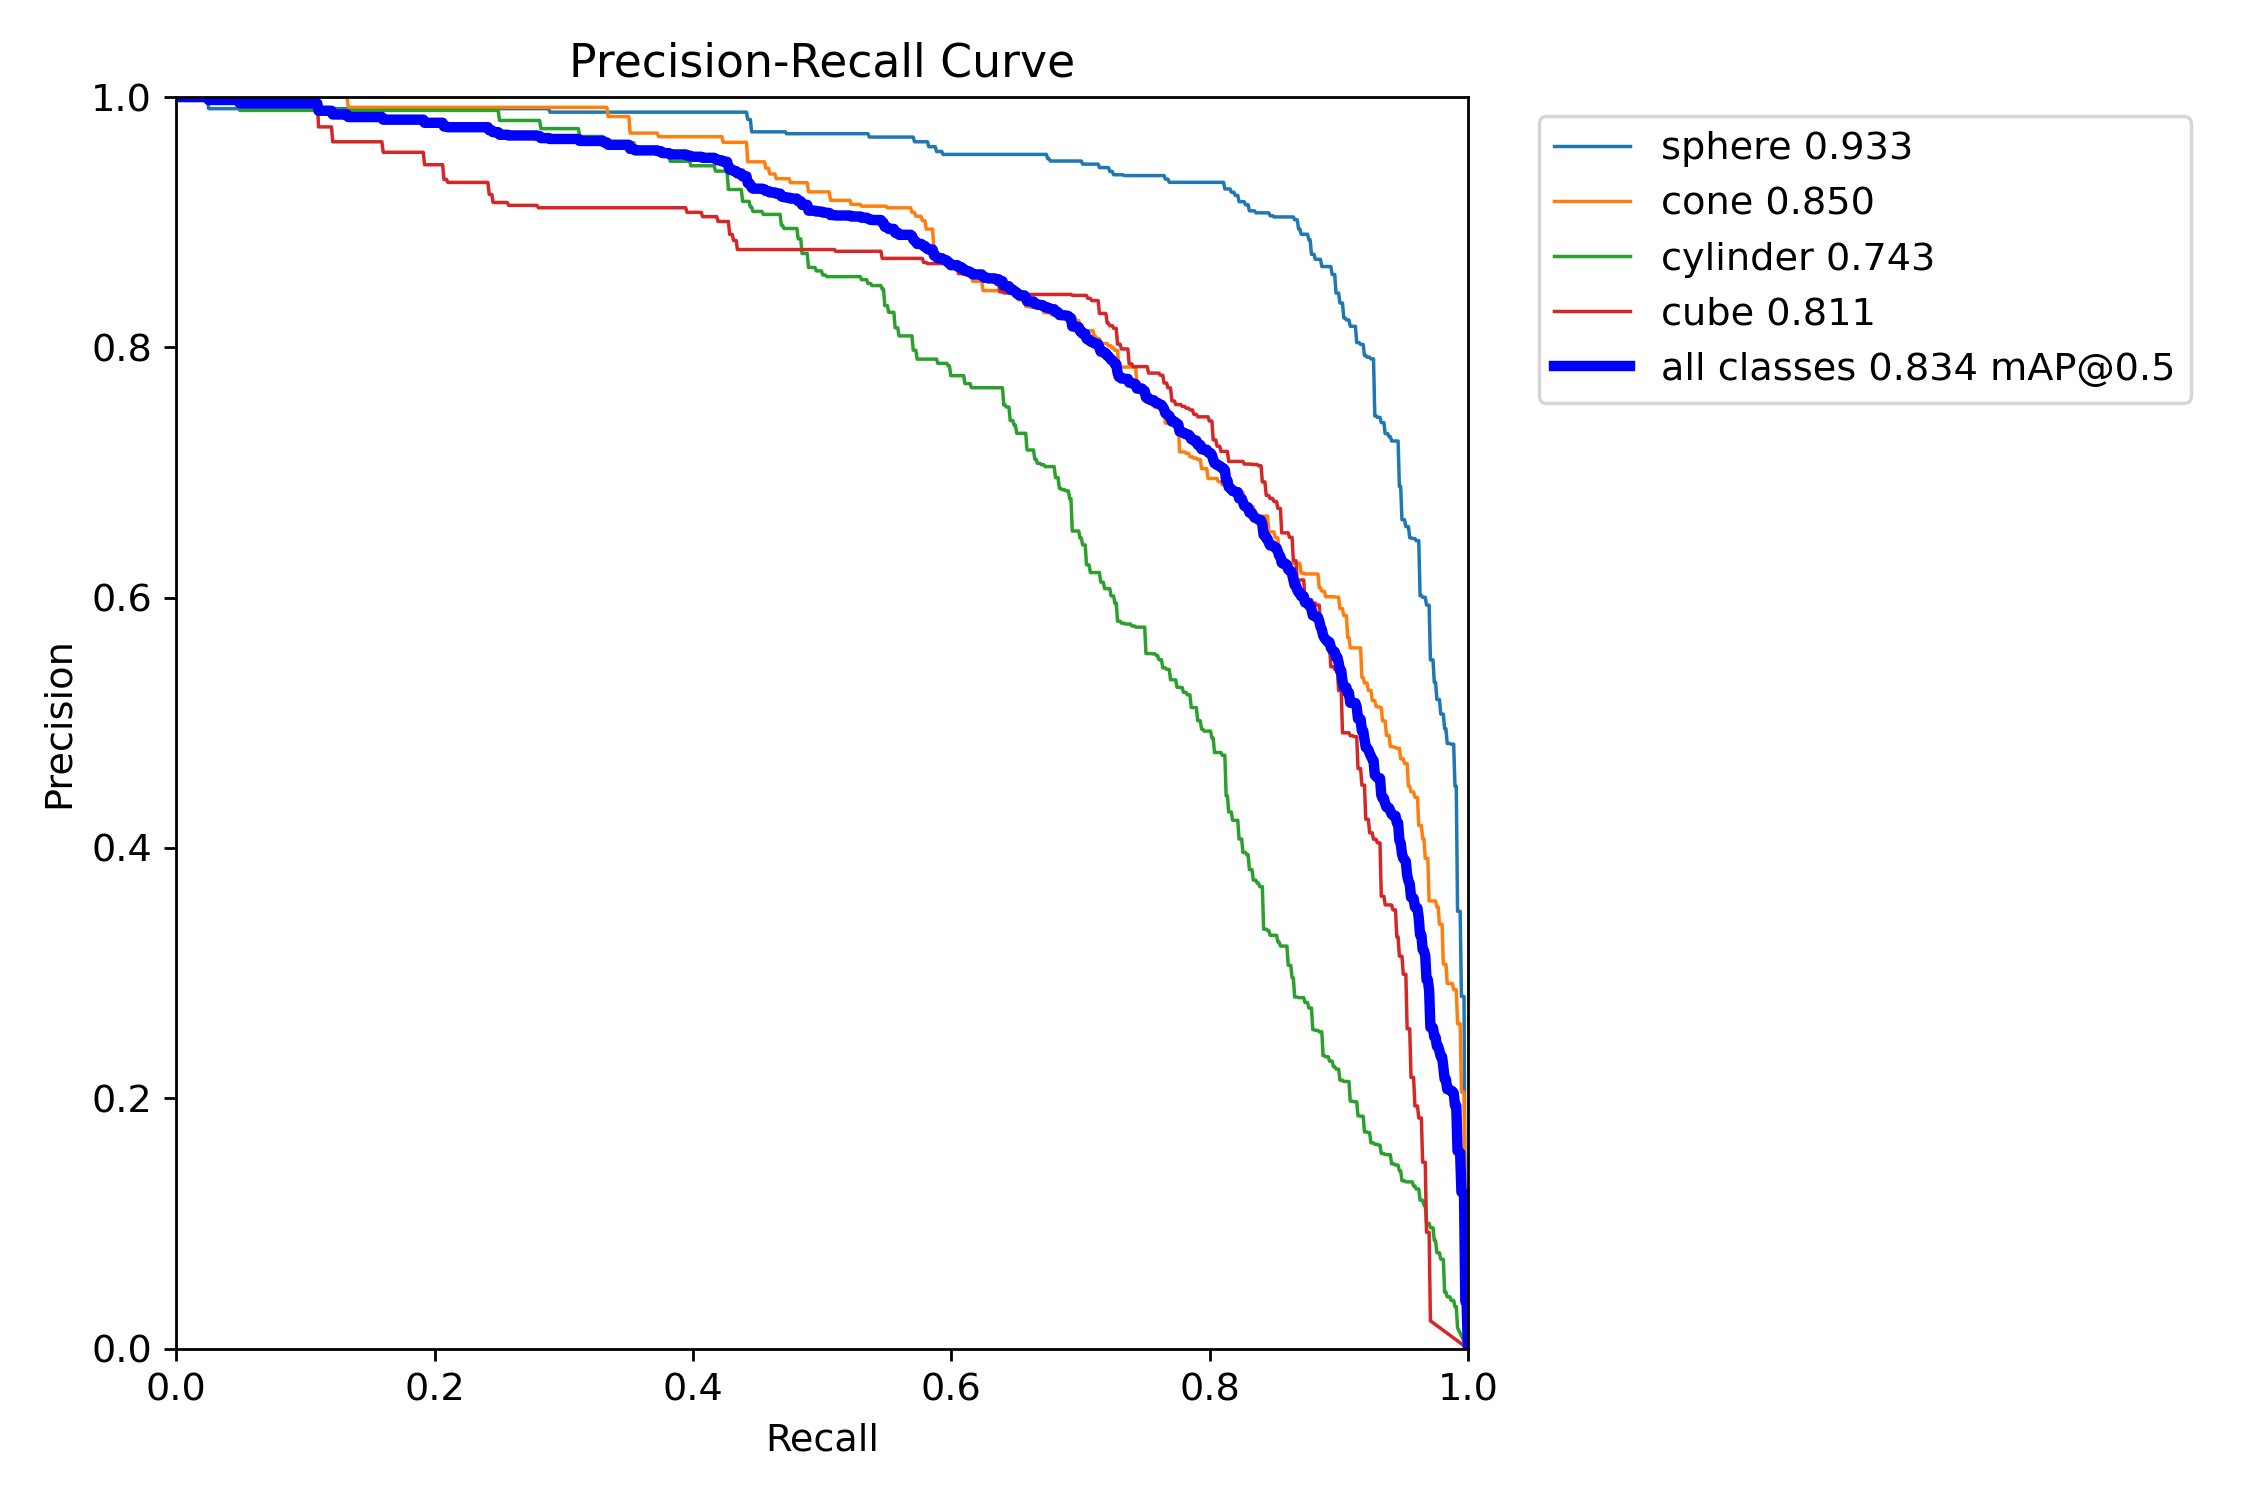 Precision-Recall Curve
1.0
0.8
0.6
0.4
0.2
0.0
Precision
0.0 0.2 0.4 0.6 0.8 1.0
Recall
sphere 0.933
cone 0.850
cylinder 0.743
cube 0.811
all classes 0.834 mAP@0.5